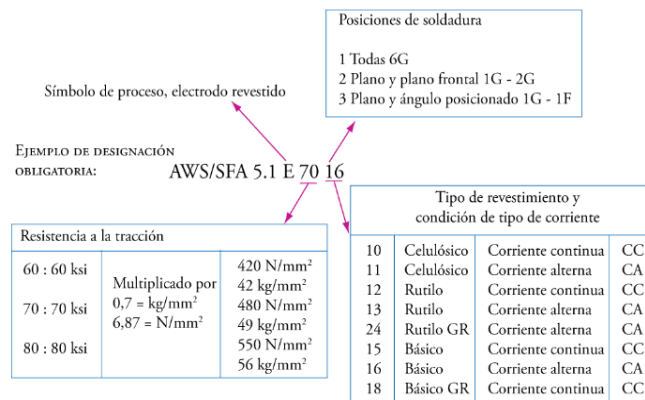 Posiciones de soldadura
1 Todas 6G
2 Plano y plano frontal 1G - 2G
3 Plano y ángulo posicionado 1G - 1F
Símbolo de proceso, electrodo revestido
EJEMPLO DE DESIGNACIÓN
OBLIGATORIA:
AWS/SFA 5.1 E 70 16
Resistencia a la tracción
60 : 60 ksi
70 : 70 ksi
80 : 80 ksi
Multiplicado por
0,7 = kg/mm²
6,87 = N/mm²
420 N/mm²
42 kg/mm²
480 N/mm²
49 kg/mm²
550 N/mm²
56 kg/mm²
Tipo de revestimiento y
condición de tipo de corriente
10 Celulósico Corriente continua CC
11 Celulósico Corriente alterna CA
12 Rutilo Corriente continua CC
13 Rutilo Corriente alterna CA
24 Rutilo GR Corriente alterna CA
15 Básico Corriente continua CC
16 Básico Corriente alterna CA
18 Básico GR Corriente continua CC